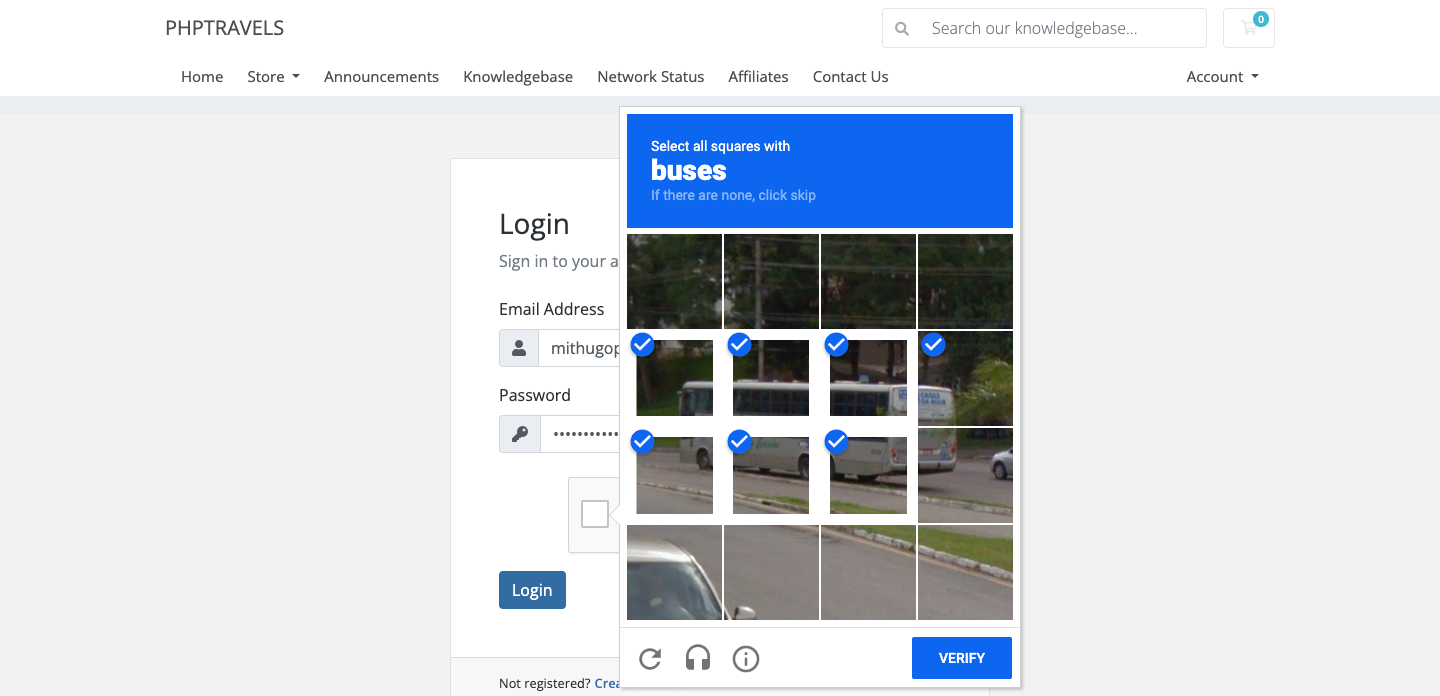 PHPTRAVELS
Search our knowledgebase...
0
Home
Store
Announcements
Knowledgebase
Network Status
Affiliates
Contact Us
Account
Select all squares with
buses
If there are none, click skip
Login
Sign in to your a
Email Address
mithugop
Password
Login
VERIFY
Not registered? Crea